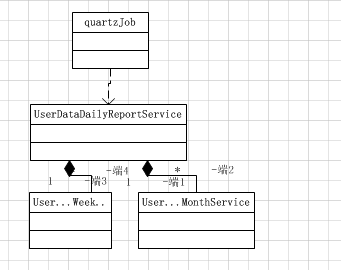 quartzJob
UserDataDailyReportService
-端4 * -端2
1 -端3 1 -端1
User...Week..
User...MonthService